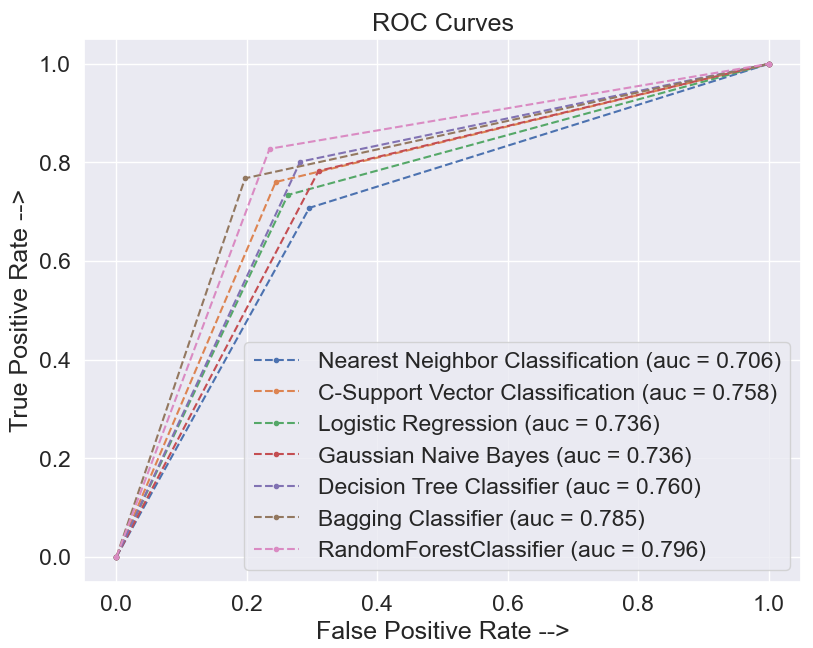 ROC Curves
1.0
0.8
0.6
0.4
0.2
0.0
True Positive Rate -->
Nearest Neighbor Classification (auc = 0.706)
C-Support Vector Classification (auc = 0.758)
Logistic Regression (auc = 0.736)
Gaussian Naive Bayes (auc = 0.736)
Decision Tree Classifier (auc = 0.760)
Bagging Classifier (auc = 0.785)
RandomForestClassifier (auc = 0.796)
0.0 0.2 0.4 0.6 0.8 1.0
False Positive Rate -->